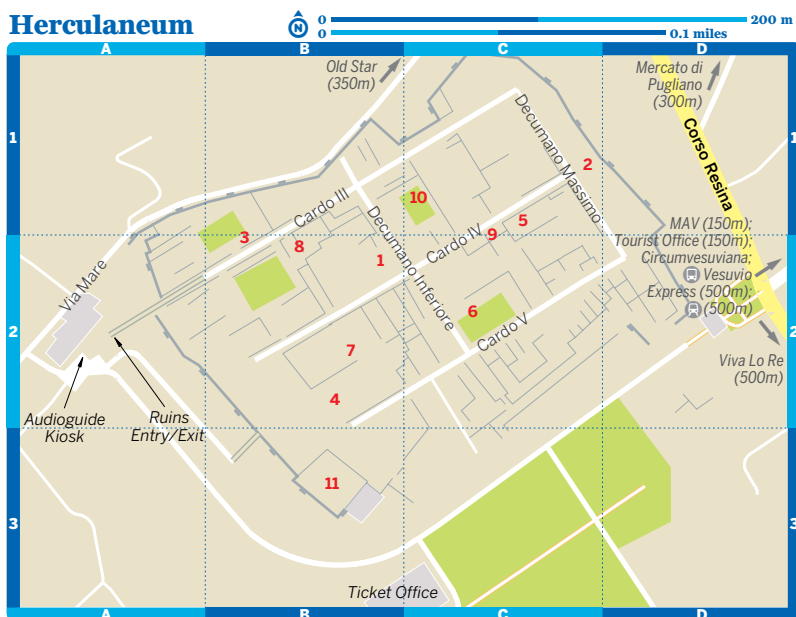 Herculaneum
N
0 200 m
0 0.1 miles
A B C D
Old Star
(350m)
Mercato di
Pugliano
(300m)
1 1
Corso Resina
Decumano Massimo
2
10
Cardo III
5
3
8
9
MAV (150m);
Tourist Office (150m);
Circumvesuviana;
Vesuvio
Express (500m);
(500m)
Decumano Inferiore
Cardo IV
1
Via Mare
6
2 2
Cardo V
7
Viva Lo Re
(500m)
4
Audioguide
Kiosk
Ruins
Entry/Exit
11
3 3
Ticket Office
A B C D